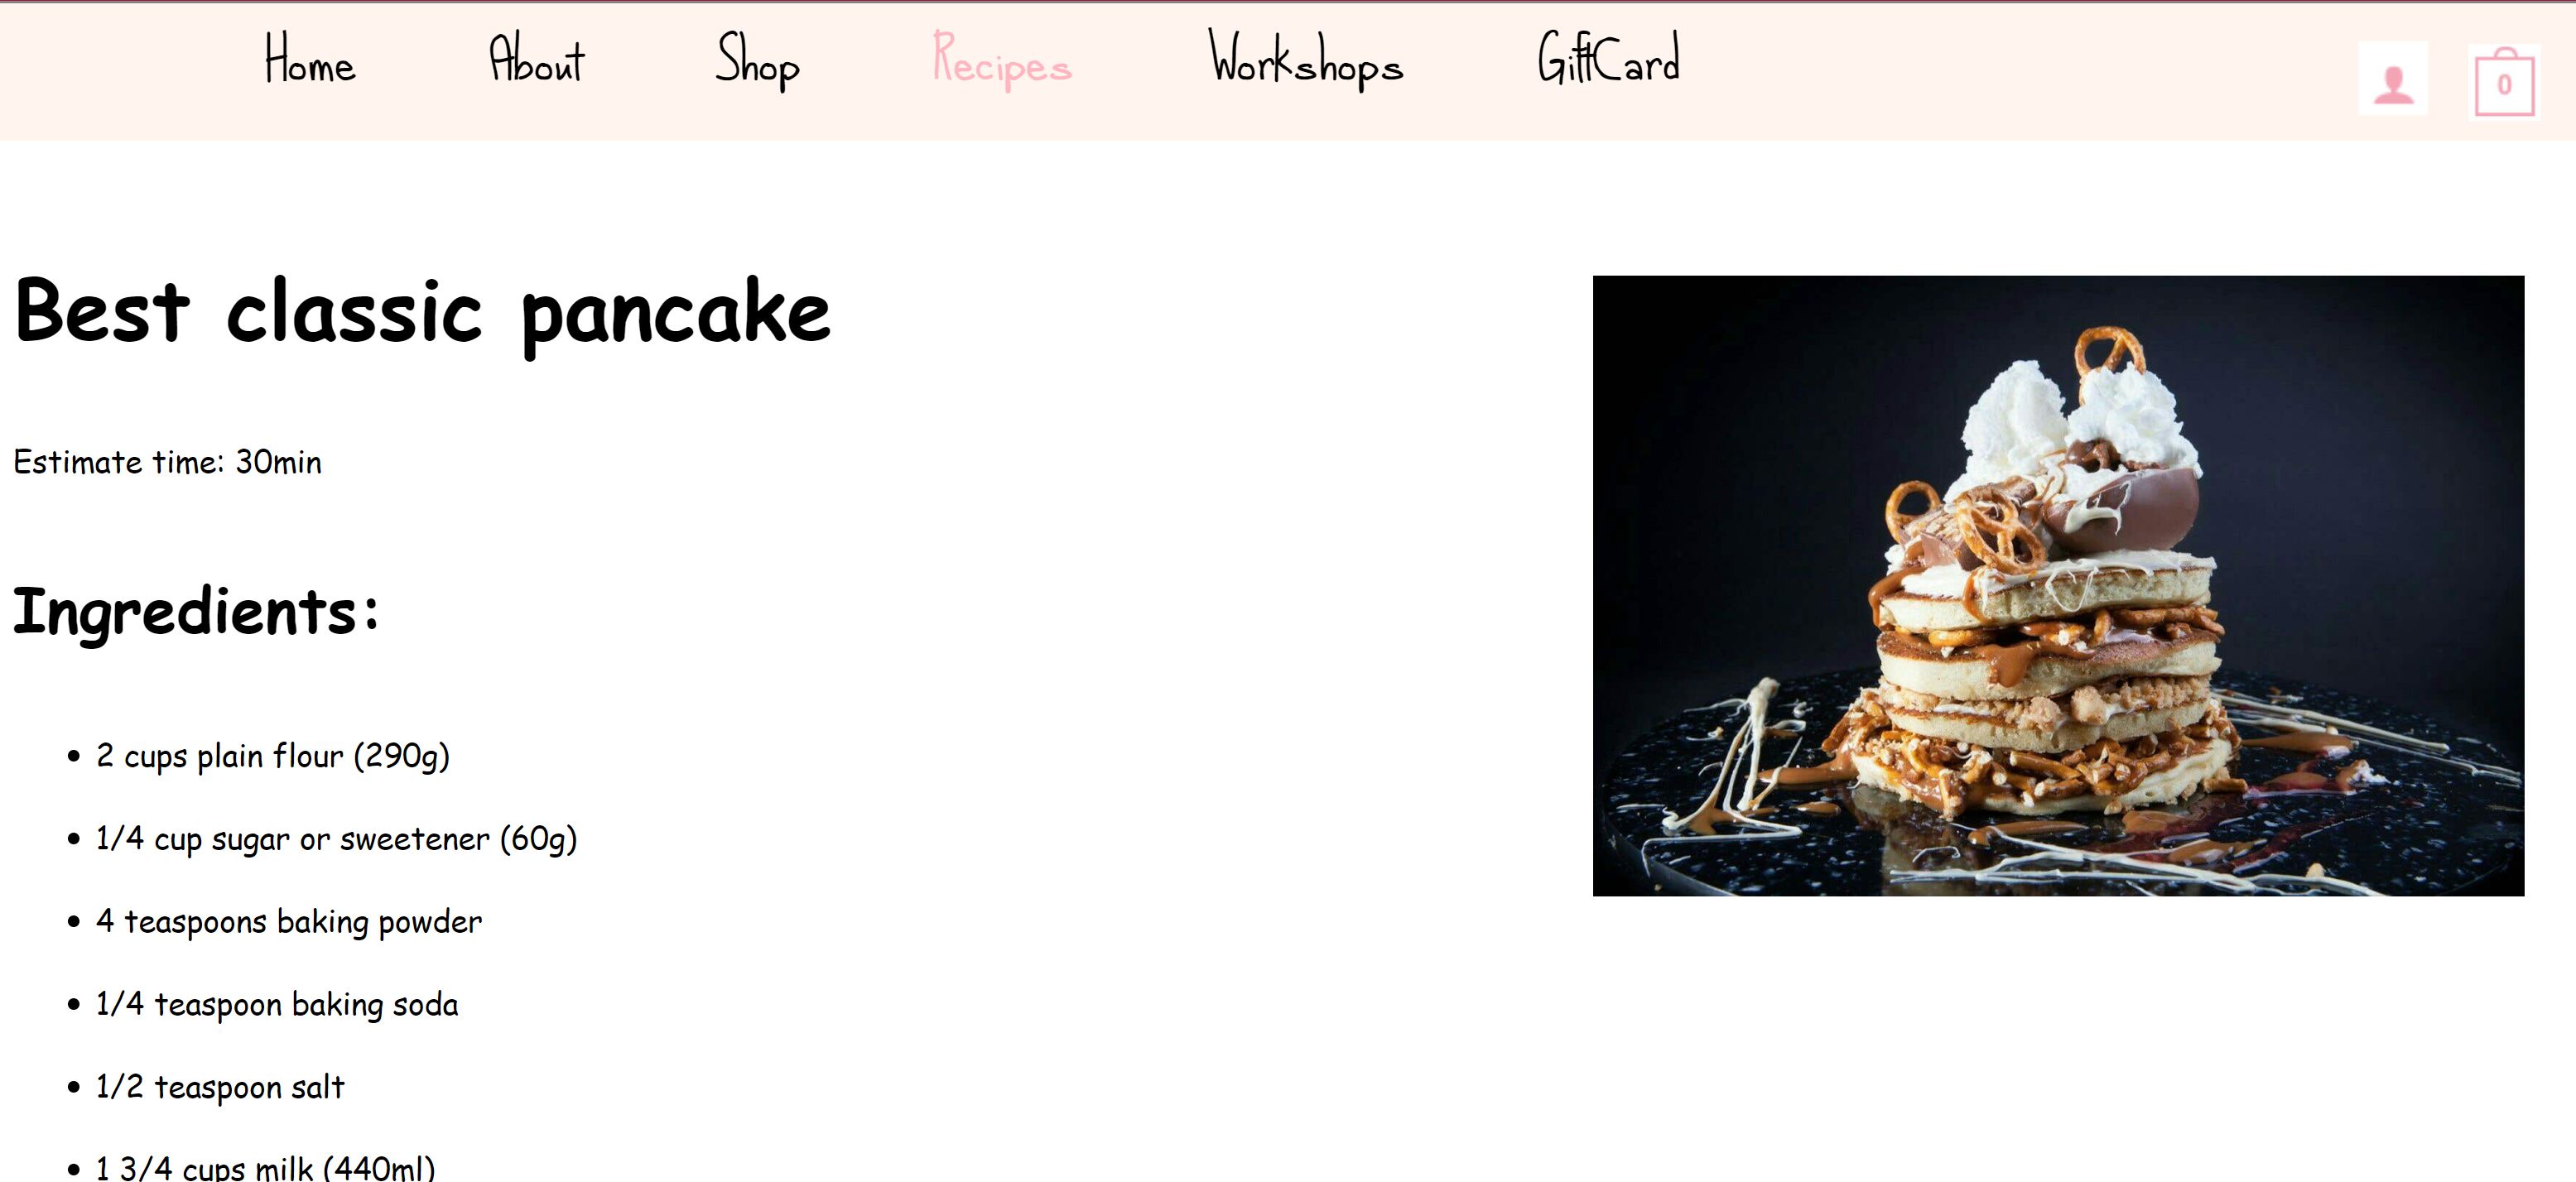 Home About Shop Recipes Workshops GiftCard
0
Best classic pancake
Estimate time: 30min
Ingredients:
2 cups plain flour (290g)
1/4 cup sugar or sweetener (60g)
4 teaspoons baking powder
1/4 teaspoon baking soda
1/2 teaspoon salt
1 3/4 cups milk (440ml)